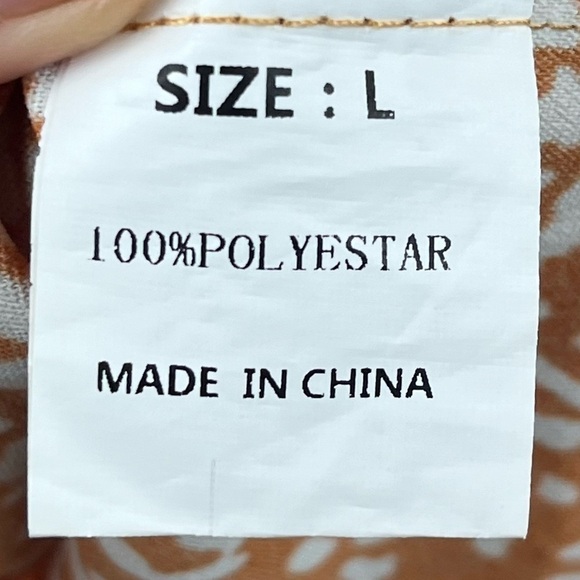 SIZE : L
100%POLYESTAR
MADE IN CHINA